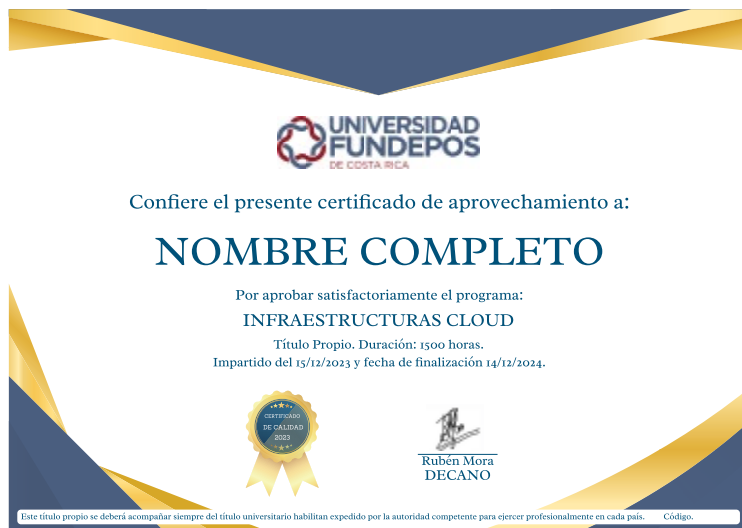 UNIVERSIDAD
FUNDEPOS
DE COSTA RICA
Confiere el presente certificado de aprovechamiento a:
NOMBRE COMPLETO
Por aprobar satisfactoriamente el programa:
INFRAESTRUCTURAS CLOUD
Título Propio. Duración: 1500 horas.
Impartido del 15/12/2023 y fecha de finalización 14/12/2024.
CERTIFICADO
DE CALIDAD
2023
Rubén Mora
DECANO
Este título propio se deberá acompañar siempre del título universitario habilitan expedido por la autoridad competente para ejercer profesionalmente en cada país. Código.